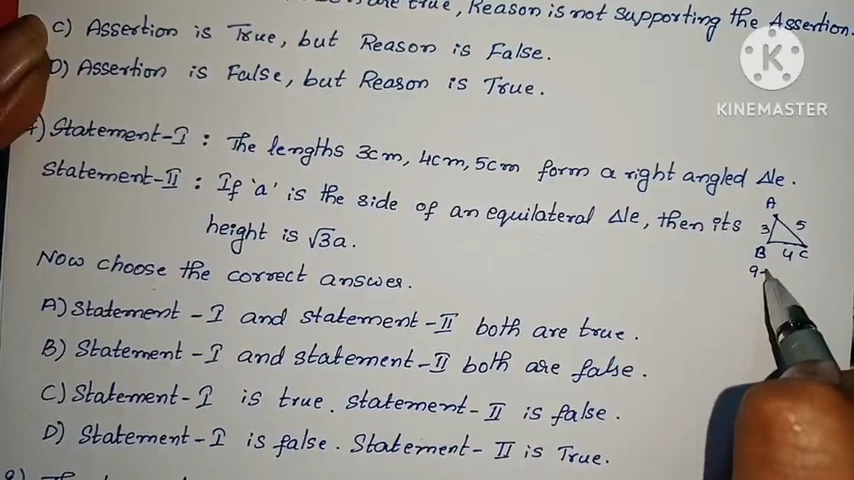 true, Reason is not supporting the Assertion.
C) Assertion is True, but Reason is False.
D) Assertion is False, but Reason is True.
K
KINEMASTER
Statement-I : The lengths 3cm, 4cm, 5cm form a right angled Δle.
Statement-II : If 'a' is the side of an equilateral Δle, then its
height is √3a.
A
3 5
B 4 C
9
Now choose the correct answer.
A) Statement-I and statement-II both are true.
B) Statement-I and statement-II both are false.
C) Statement-I is true. Statement-II is false.
D) Statement-I is false. Statement-II is True.